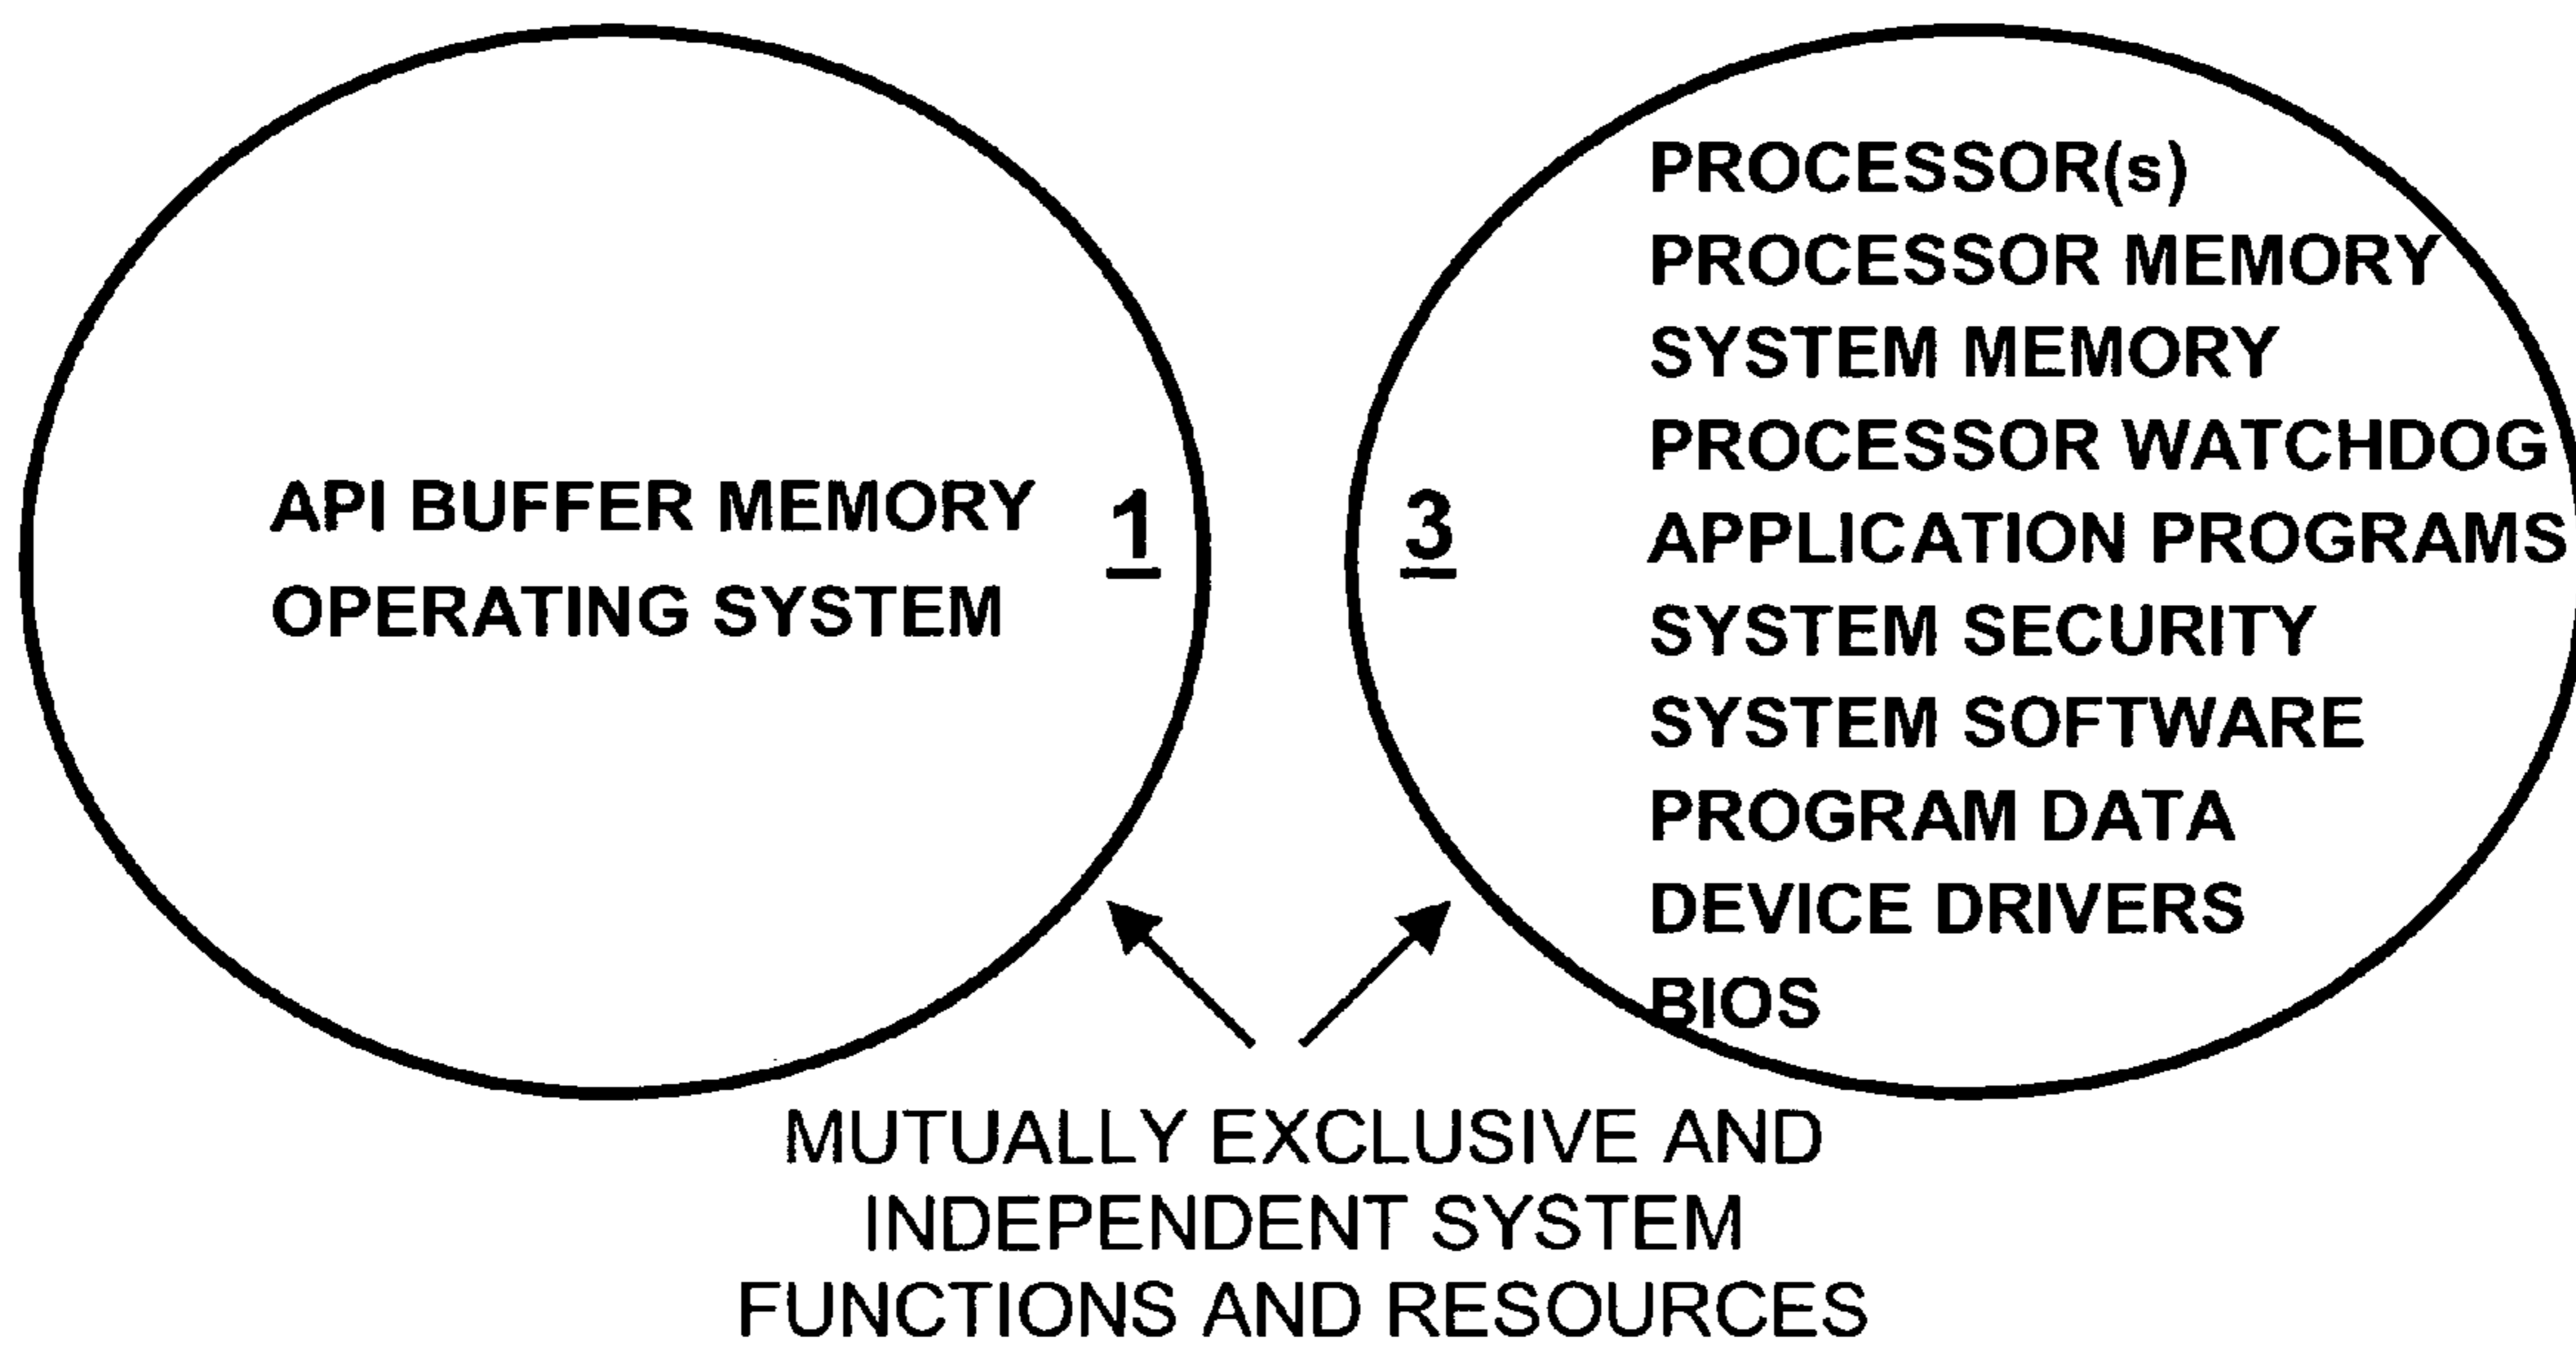 API BUFFER MEMORY
OPERATING SYSTEM
1
3
PROCESSOR(s)
PROCESSOR MEMORY
SYSTEM MEMORY
PROCESSOR WATCHDOG
APPLICATION PROGRAMS
SYSTEM SECURITY
SYSTEM SOFTWARE
PROGRAM DATA
DEVICE DRIVERS
BIOS
MUTUALLY EXCLUSIVE AND
INDEPENDENT SYSTEM
FUNCTIONS AND RESOURCES